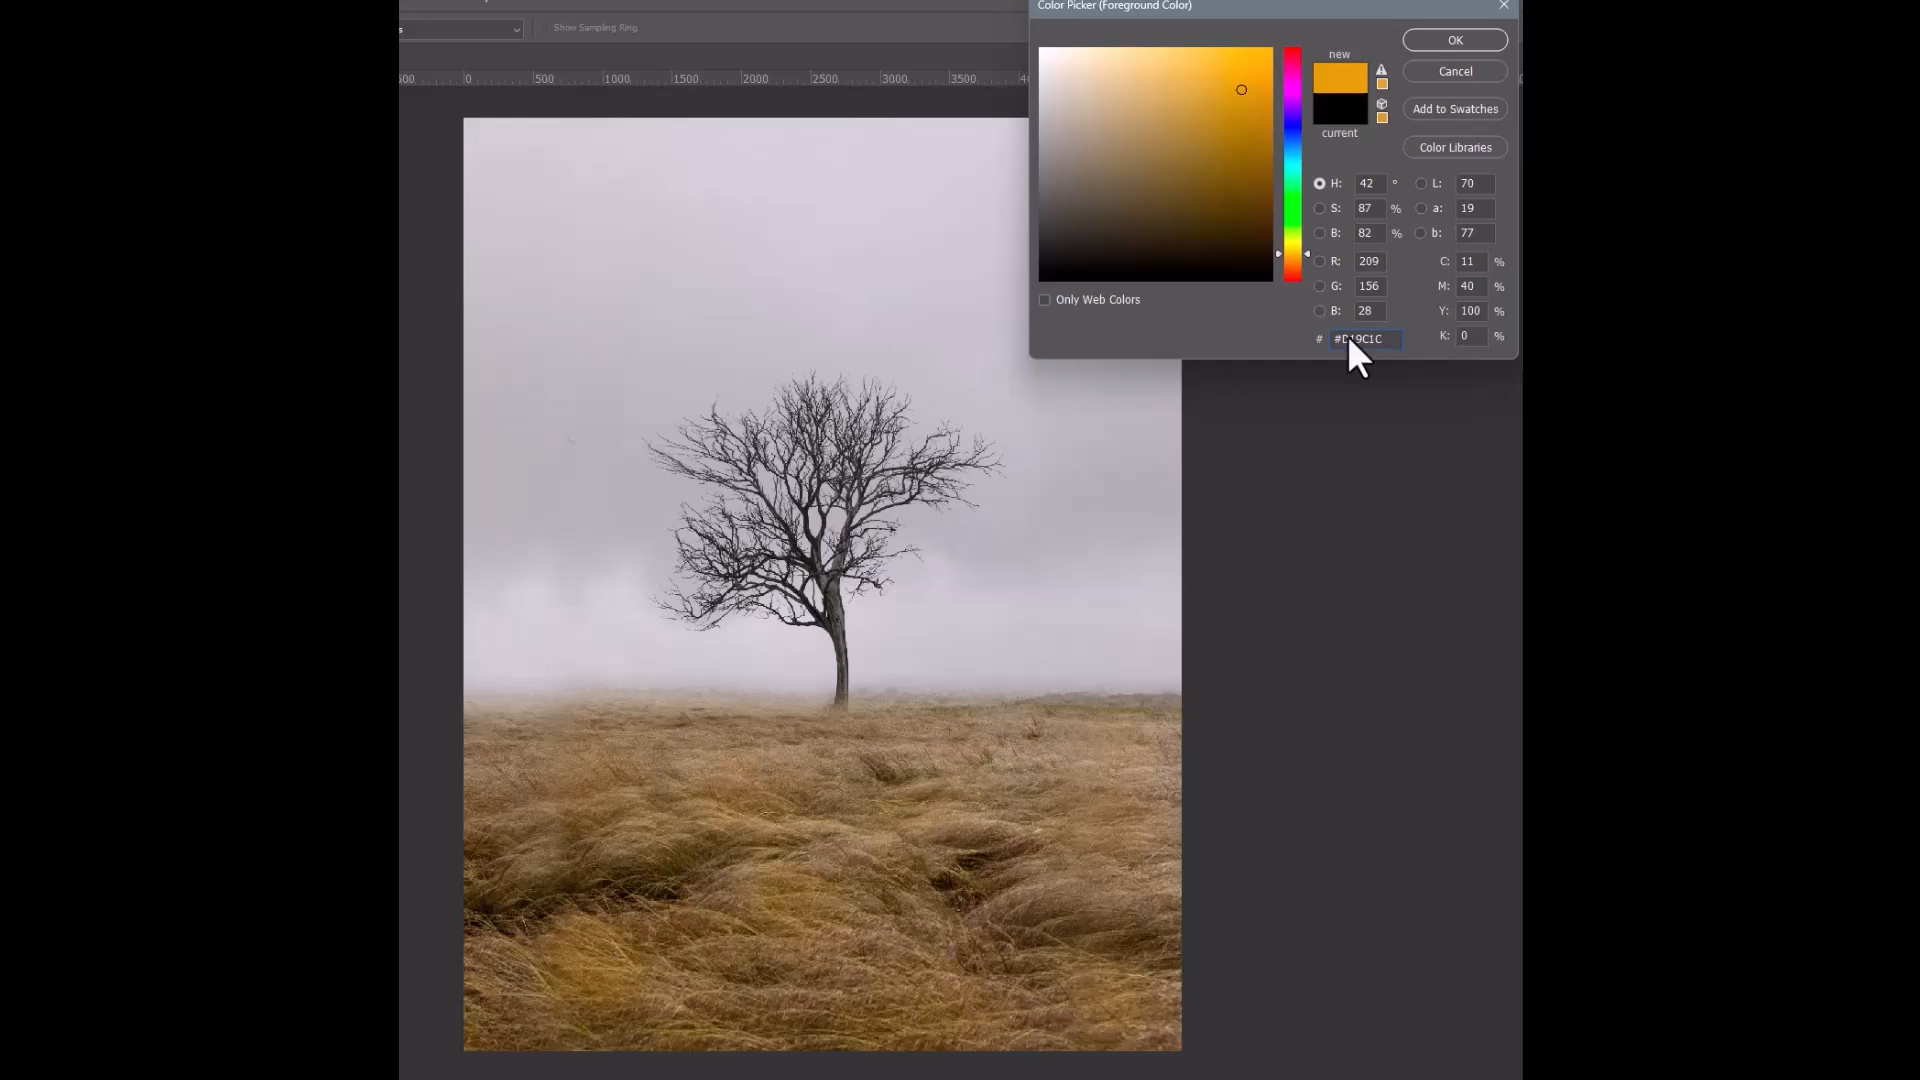 Color Picker (Foreground Color)
Show Sampling Ring
OK
new
Cancel
0 500 1000 1500 2000 2500 3000 3500
Add to Swatches
current
Color Libraries
H: 42 ° L: 70
S: 87 % a: 19
B: 82 % b: 77
R: 209 C: 11 %
G: 156 M: 40 %
Only Web Colors
B: 28 Y: 100 %
# #D19C1C K: 0 %